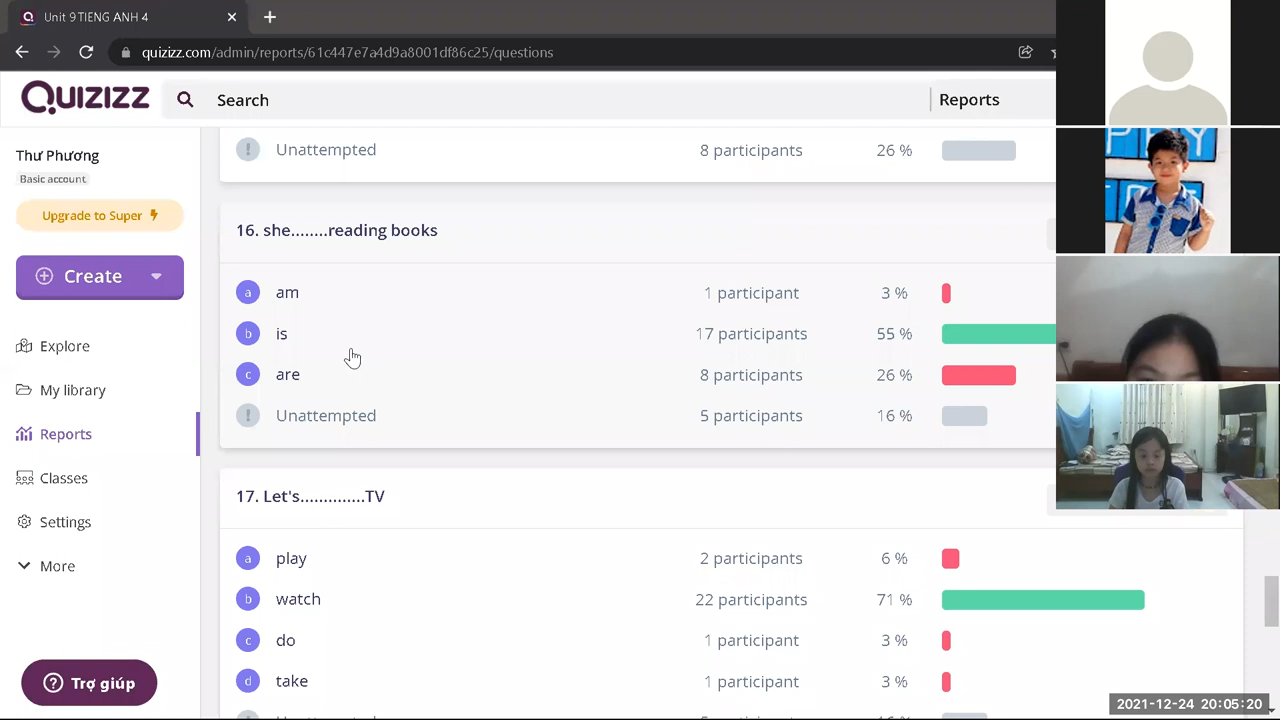 Unit 9 TIENG ANH 4
quizizz.com/admin/reports/61c447e7a4d9a8001df86c25/questions
QUIZIZZ
Search
Reports
Thư Phương
Basic account
Upgrade to Super
Create
Explore
My library
Reports
Classes
Settings
More
Trợ giúp
Unattempted 8 participants 26 %
16. she........reading books
a am 1 participant 3 %
b is 17 participants 55 %
c are 8 participants 26 %
Unattempted 5 participants 16 %
17. Let's..............TV
a play 2 participants 6 %
b watch 22 participants 71 %
c do 1 participant 3 %
d take 1 participant 3 %
2021-12-24 20:05:20